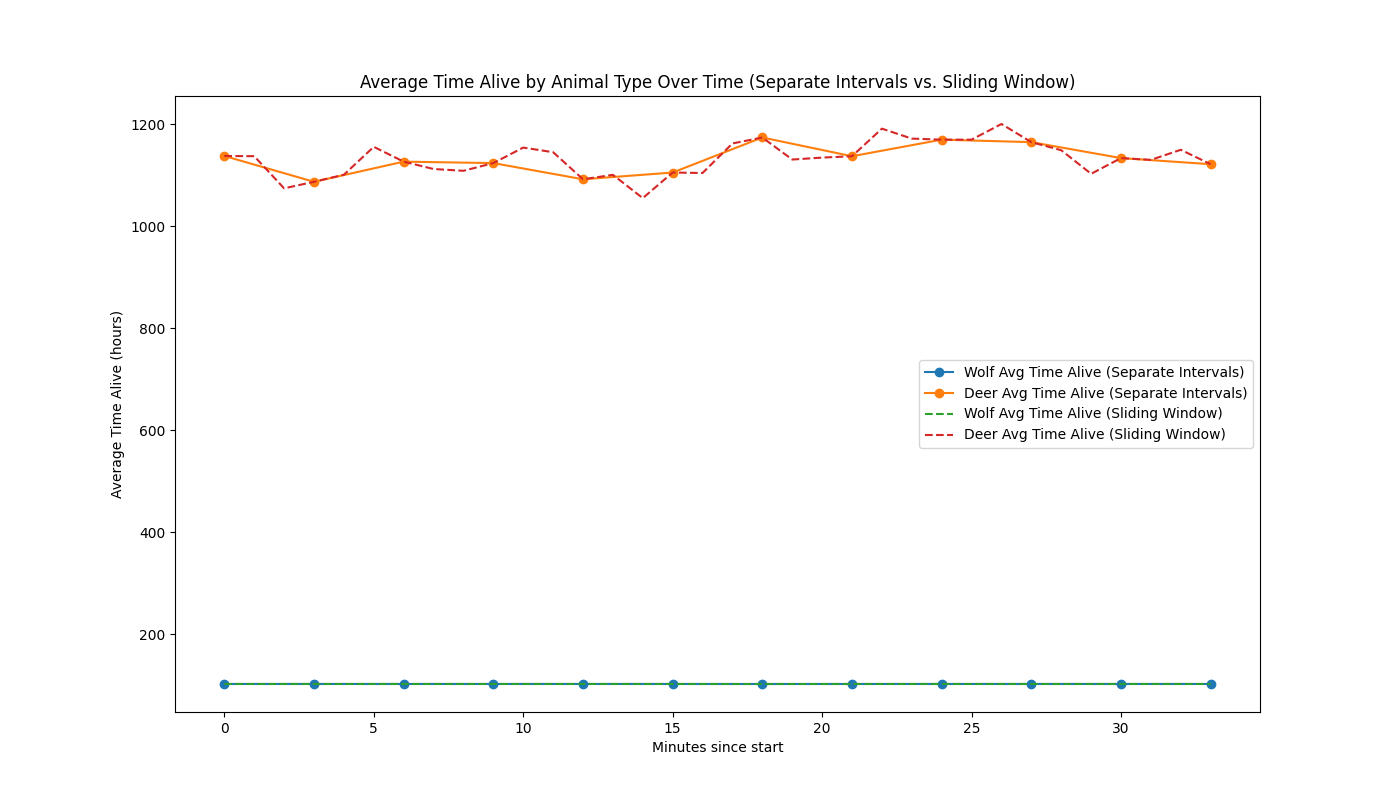 Average Time Alive by Animal Type Over Time (Separate Intervals vs. Sliding Window)
1200
1000
800
600
400
200
Average Time Alive (hours)
Wolf Avg Time Alive (Separate Intervals)
Deer Avg Time Alive (Separate Intervals)
Wolf Avg Time Alive (Sliding Window)
Deer Avg Time Alive (Sliding Window)
0 5 10 15 20 25 30
Minutes since start